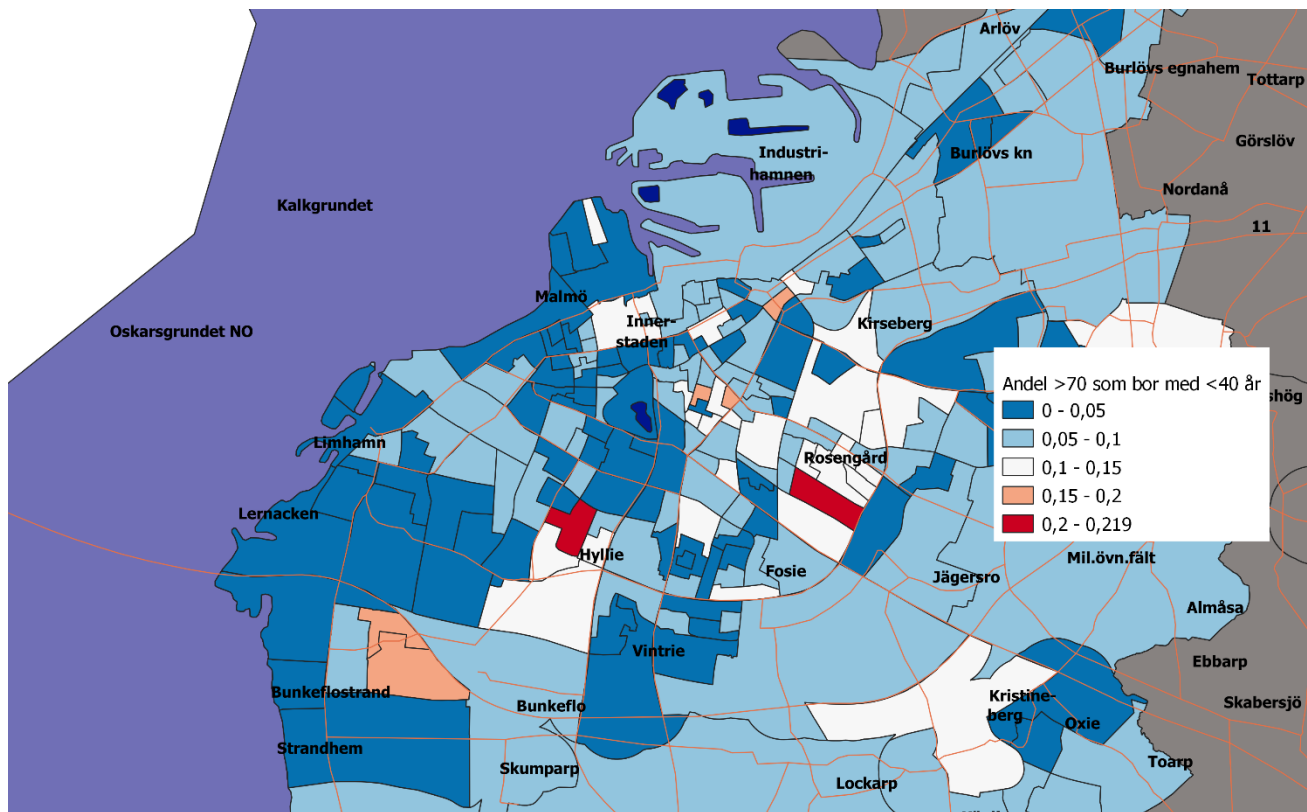 Arlöv
Burlövs egnahem
Tottarp
Görslöv
Burlövs kn
Industri-
hamnen
Nordanå
Kalkgrundet
11
Malmö
Oskarsgrundet NO
Inner-
staden
Kirseberg
Andel >70 som bor med <40 år
0 - 0,05
0,05 - 0,1
0,1 - 0,15
0,15 - 0,2
0,2 - 0,219
shög
Limhamn
Rosengård
Lernacken
Hyllie
Fosie
Jägersro
Mil.övn.fält
Almåsa
Vintrie
Ebbarp
Bunkeflostrand
Bunkeflo
Kristine-
berg
Oxie
Skabersjö
Strandhem
Skumparp
Lockarp
Toarp